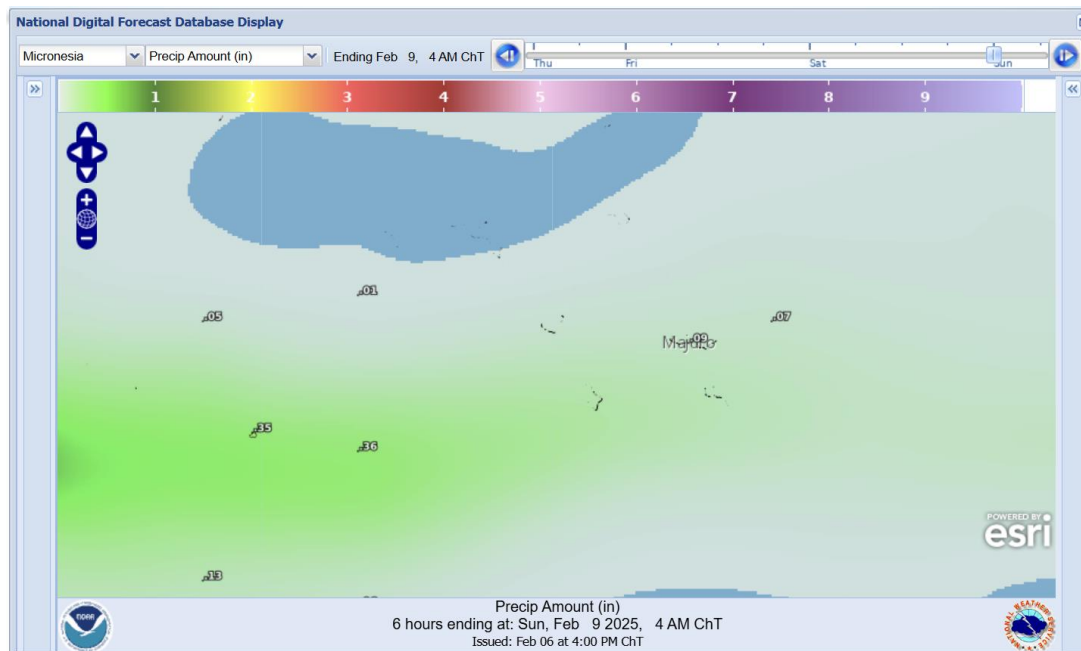 National Digital Forecast Database Display
Micronesia Precip Amount (in) Ending Feb 9, 4 AM ChT Thu Fri Sat Sun
1 2 3 4 5 6 7 8 9
.01
.05 .07
Majuro .09
.35
.36
POWERED BY
esri
.13
NOAA
Precip Amount (in)
6 hours ending at: Sun, Feb 9 2025, 4 AM ChT
Issued: Feb 06 at 4:00 PM ChT